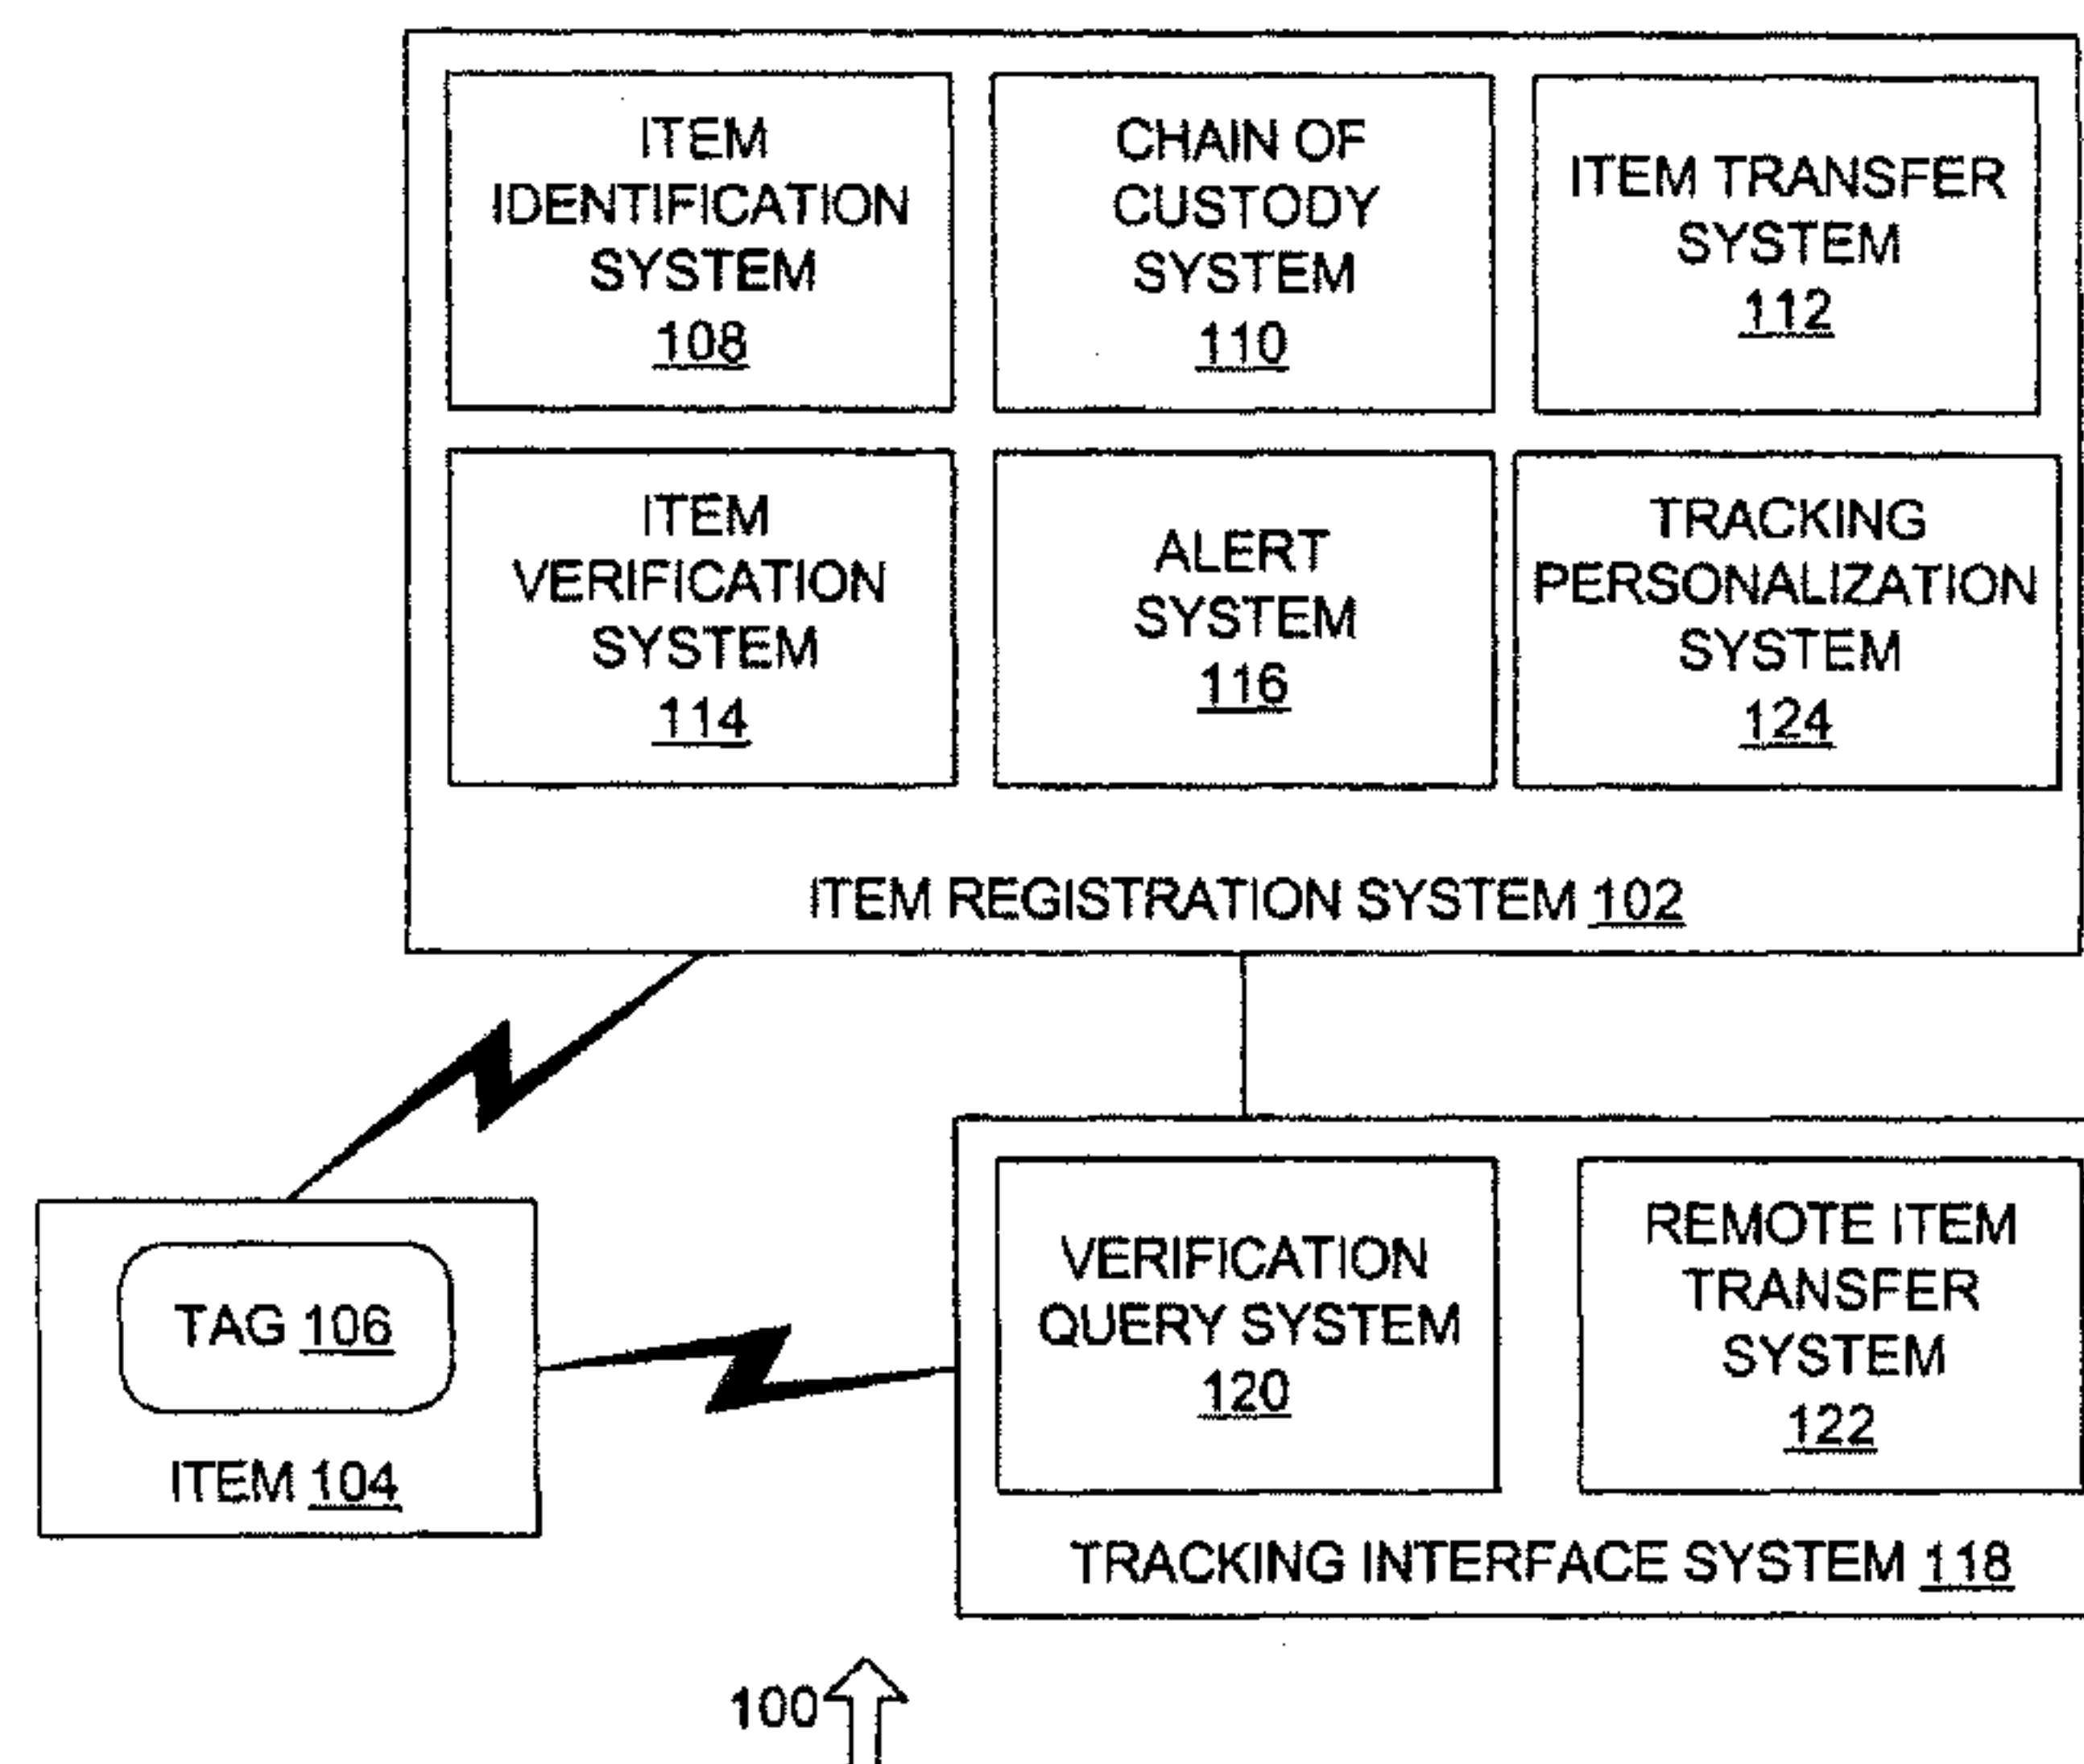 ITEM
IDENTIFICATION
SYSTEM
108
CHAIN OF
CUSTODY
SYSTEM
110
ITEM TRANSFER
SYSTEM
112
ITEM
VERIFICATION
SYSTEM
114
ALERT
SYSTEM
116
TRACKING
PERSONALIZATION
SYSTEM
124
ITEM REGISTRATION SYSTEM 102
TAG 106
ITEM 104
VERIFICATION
QUERY SYSTEM
120
REMOTE ITEM
TRANSFER
SYSTEM
122
TRACKING INTERFACE SYSTEM 118
100